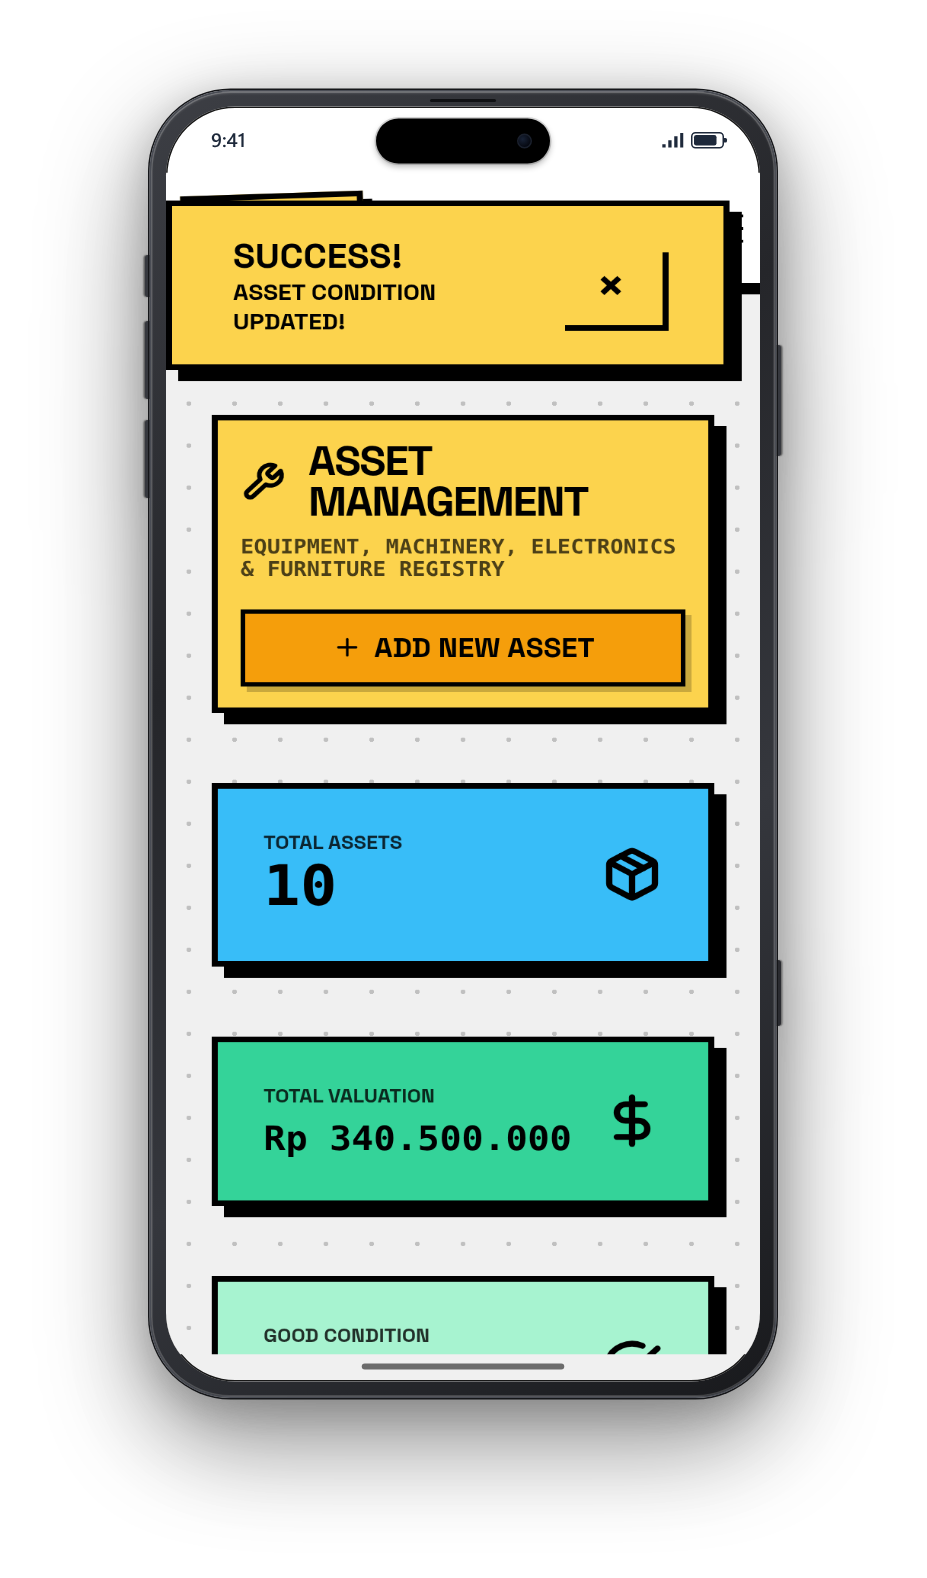 9:41
SUCCESS!
ASSET CONDITION
UPDATED!
ASSET
MANAGEMENT
EQUIPMENT, MACHINERY, ELECTRONICS
& FURNITURE REGISTRY
+ ADD NEW ASSET
TOTAL ASSETS
10
TOTAL VALUATION
Rp 340.500.000
GOOD CONDITION